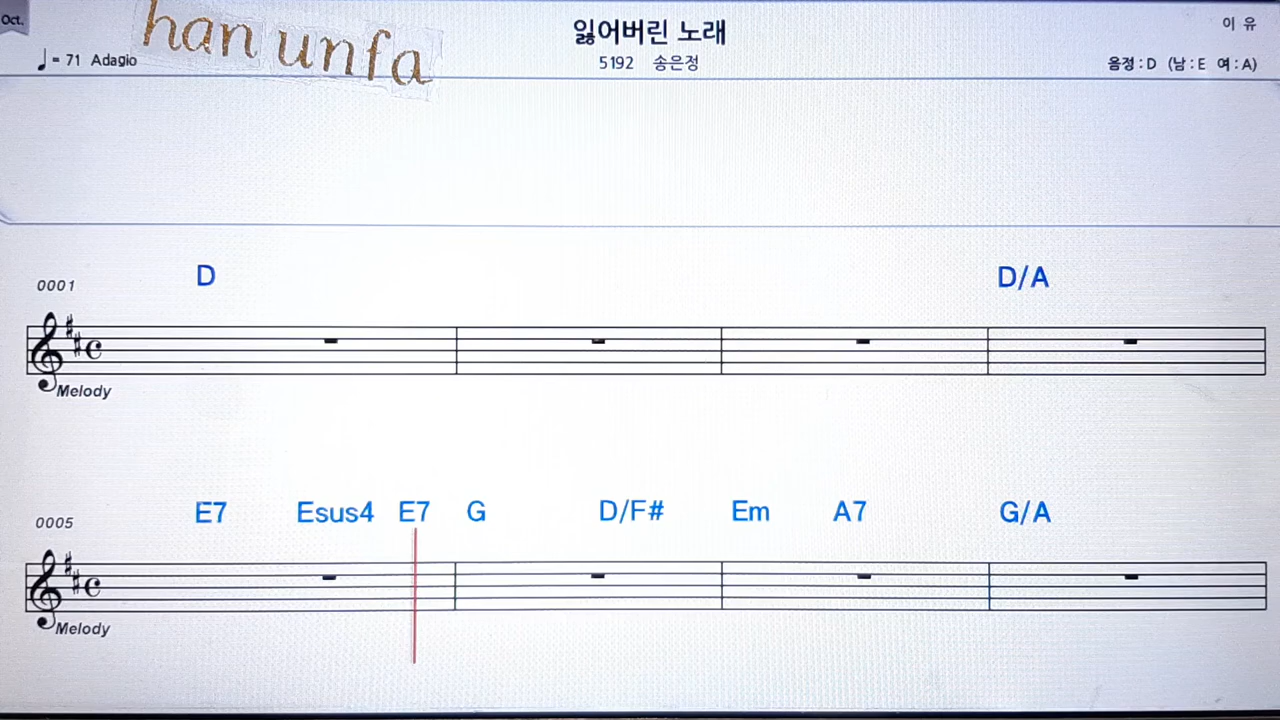 Oct.
han unfa
잃어버린 노래
이 유
♩= 71 Adagio
5192 송은정
음정 : D (남 : E 여 : A)
D D/A
0001
Melody
E7 Esus4 E7 G D/F# Em A7 G/A
0005
Melody